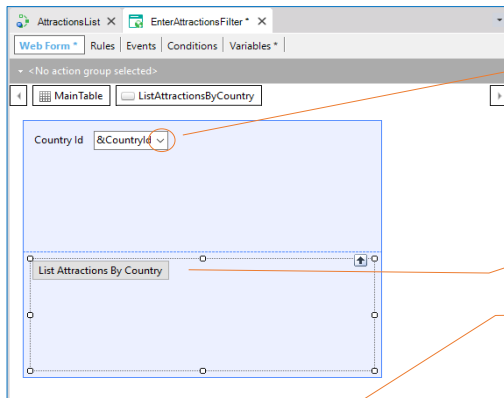 AttractionsList X EnterAttractionsFilter * X
Web Form * Rules Events Conditions Variables *
<No action group selected>
MainTable ListAttractionsByCountry
Country Id &CountryId
List Attractions By Country